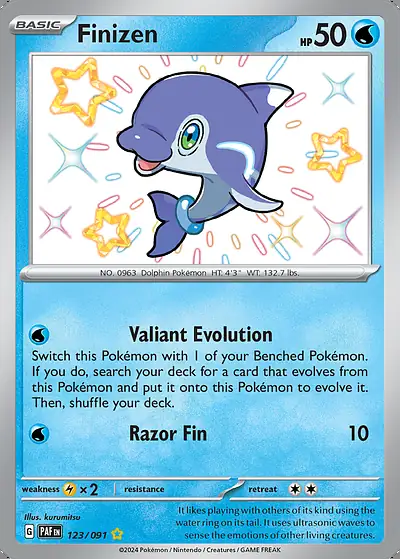 BASIC
Finizen
HP 50
NO. 0963 Dolphin Pokémon HT: 4'3" WT: 132.7 lbs.
Valiant Evolution
Switch this Pokémon with 1 of your Benched Pokémon.
If you do, search your deck for a card that evolves from
this Pokémon and put it onto this Pokémon to evolve it.
Then, shuffle your deck.
Razor Fin 10
weakness ×2 resistance retreat
Illus. kurumitsu
G PAF EN 123/091
It likes playing with others of its kind using
the water ring on its tail. It uses ultrasonic waves to
sense the emotions of other living creatures.
©2024 Pokémon / Nintendo / Creatures / GAME FREAK